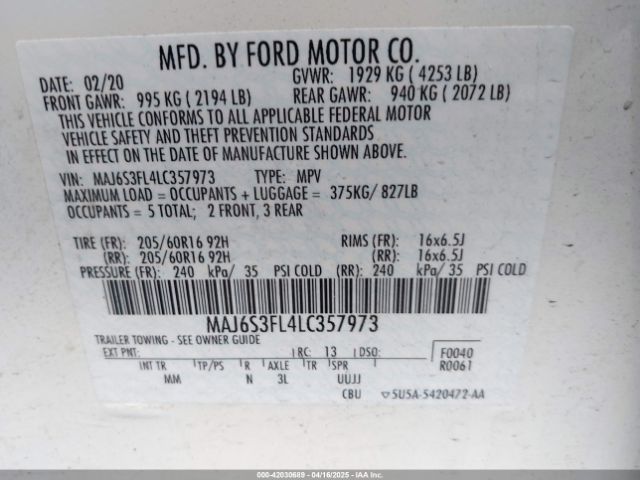 MFD. BY FORD MOTOR CO.
DATE: 02/20 GVWR: 1929 KG ( 4253 LB)
FRONT GAWR: 995 KG ( 2194 LB) REAR GAWR: 940 KG ( 2072 LB)
THIS VEHICLE CONFORMS TO ALL APPLICABLE FEDERAL MOTOR
VEHICLE SAFETY AND THEFT PREVENTION STANDARDS
IN EFFECT ON THE DATE OF MANUFACTURE SHOWN ABOVE.
VIN: MAJ6S3FL4LC357973 TYPE: MPV
MAXIMUM LOAD = OCCUPANTS + LUGGAGE = 375KG/ 827LB
OCCUPANTS = 5 TOTAL; 2 FRONT, 3 REAR
TIRE (FR): 205/60R16 92H RIMS (FR): 16x6.5J
(RR): 205/60R16 92H (RR): 16x6.5J
PRESSURE (FR): 240 kPa/ 35 PSI COLD (RR): 240 kPa/ 35 PSI COLD
MAJ6S3FL4LC357973
TRAILER TOWING - SEE OWNER GUIDE
EXT PNT: RC: 13 DSO: F0040
INT TR TP/PS R AXLE TR SPR R0061
MM N 3L UUJJ
CBU 5U5A-5420472-AA
000-42030689 - 04/16/2025 - IAA Inc.